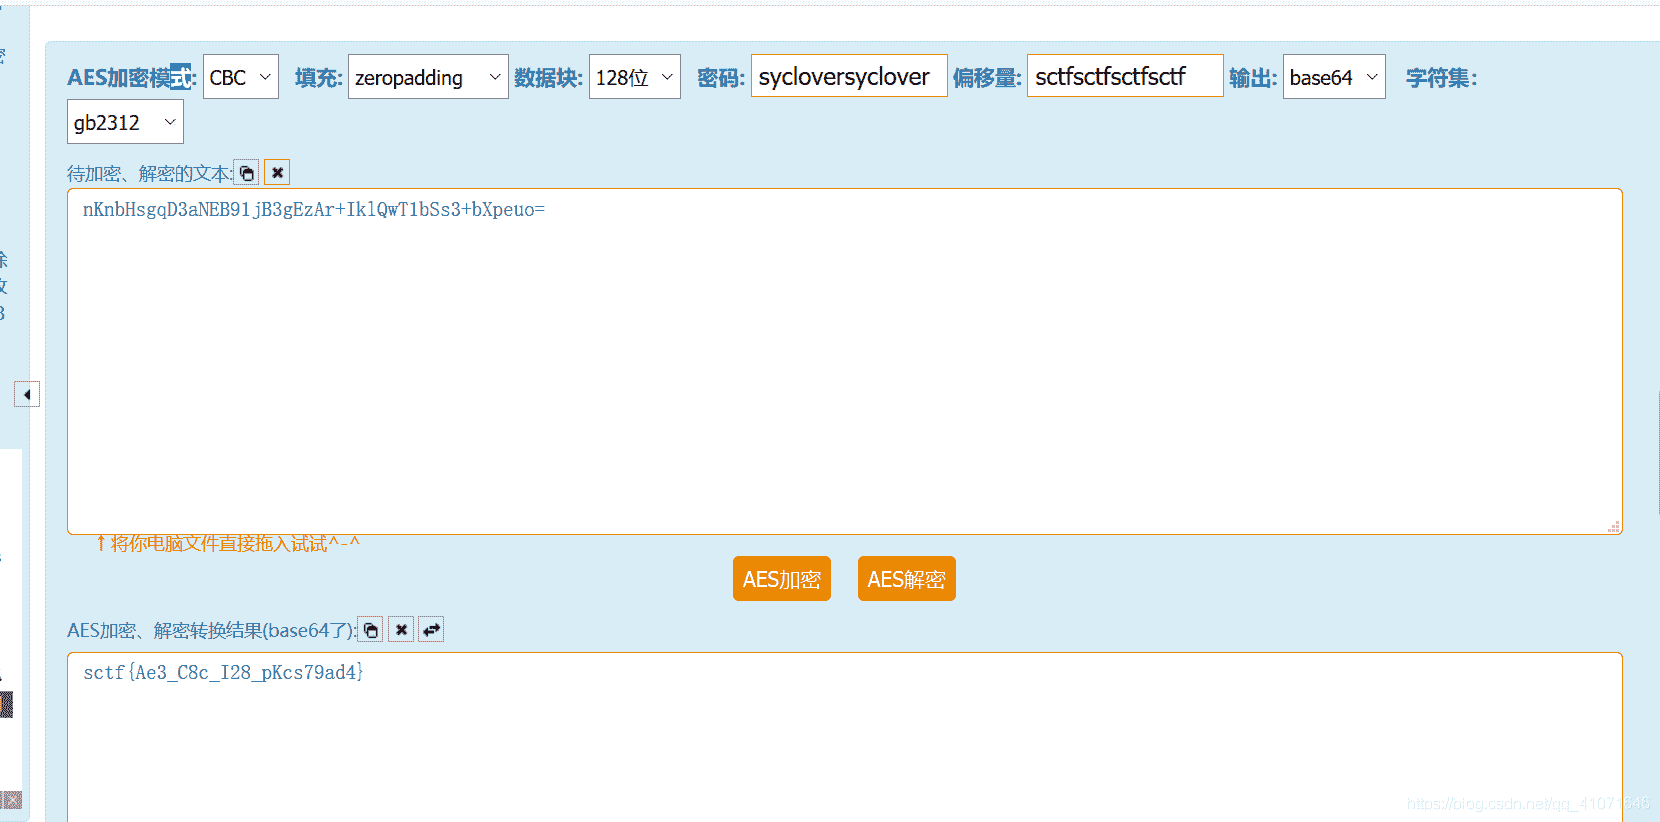 AES加密模式: CBC 填充: zeropadding 数据块: 128位 密码: sycloversyclover 偏移量: sctfsctfsctfsctf 输出: base64 字符集:
gb2312
待加密、解密的文本:
nKnbHsgqD3aNEB91jB3gEzAr+IklQwT1bSs3+bXpeuo=
↑将你电脑文件直接拖入试试^-^
AES加密 AES解密
AES加密、解密转换结果(base64了):
sctf{Ae3_C8c_I28_pKcs79ad4}
https://blog.csdn.net/qq_41071646